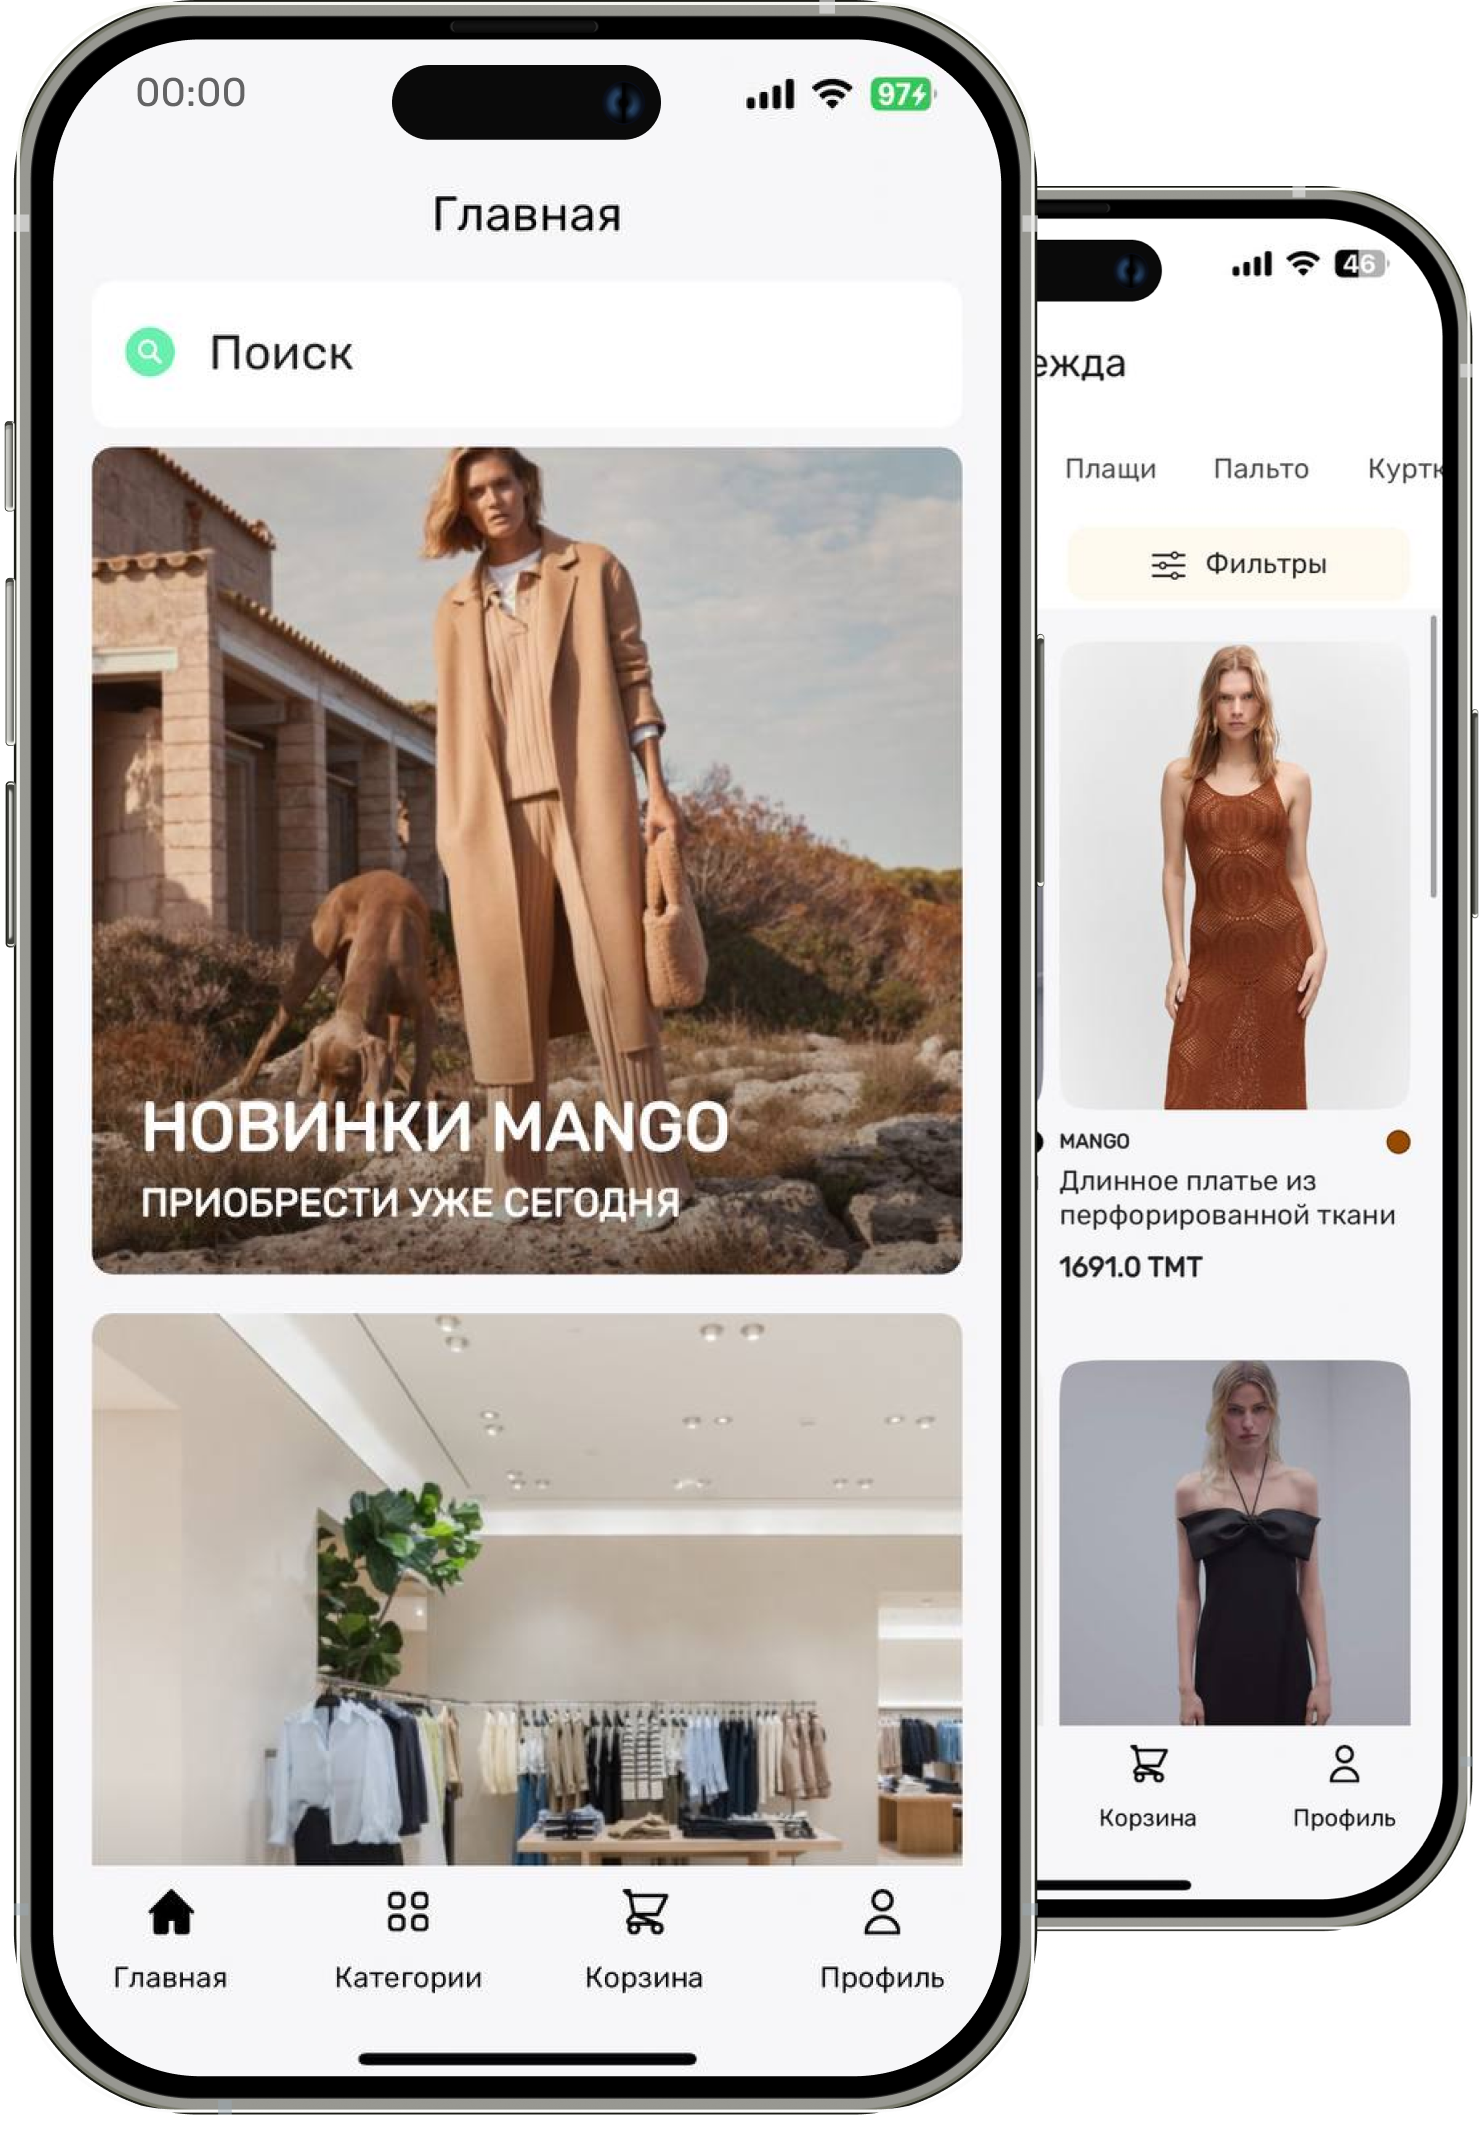 00:00
97
Главная
Поиск
НОВИНКИ MANGO
ПРИОБРЕСТИ УЖЕ СЕГОДНЯ
Главная
Категории
Корзина
Профиль
46
ежда
Плащи
Пальто
Куртк
Фильтры
MANGO
Длинное платье из
перфорированной ткани
1691.0 TMT
Корзина
Профиль